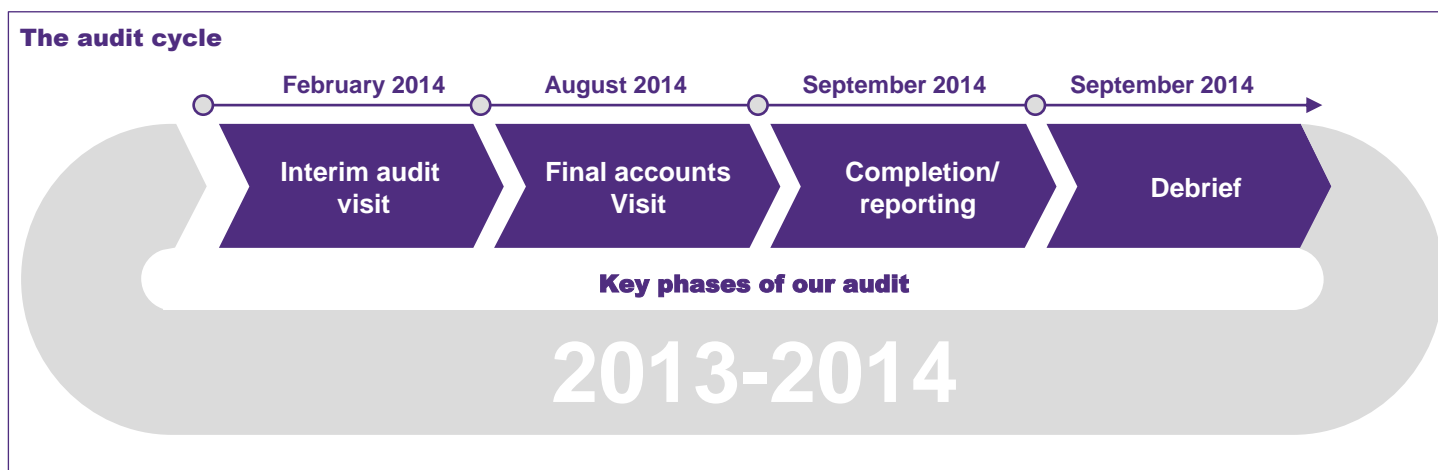 The audit cycle
February 2014
August 2014
September 2014
September 2014
Interim audit
visit
Final accounts
Visit
Completion/
reporting
Debrief
Key phases of our audit
2013-2014